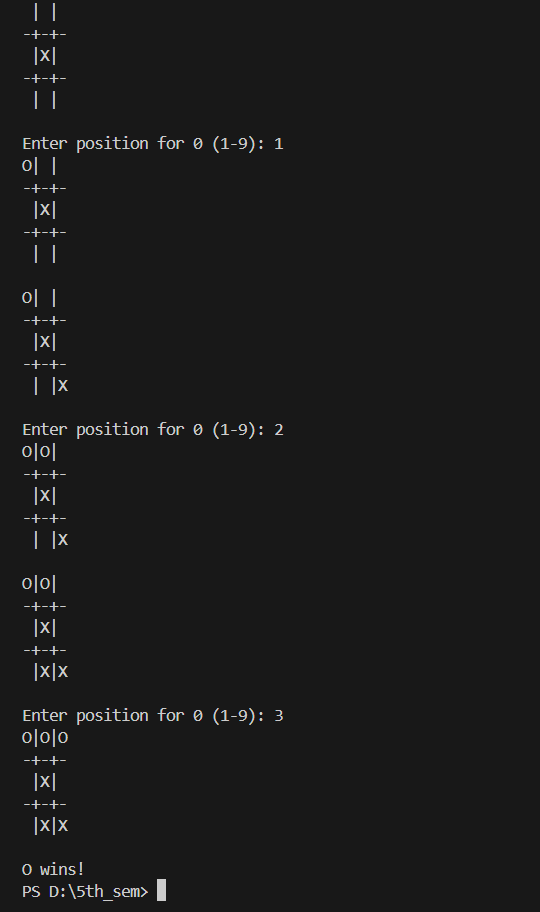 | |
-+-+-
 |X|
-+-+-
 | |
Enter position for O (1-9): 1
O| |
-+-+-
 |X|
-+-+-
 | |
O| |
-+-+-
 |X|
-+-+-
 | |X
Enter position for O (1-9): 2
O|O|
-+-+-
 |X|
-+-+-
 | |X
O|O|
-+-+-
 |X|
-+-+-
 |X|X
Enter position for O (1-9): 3
O|O|O
-+-+-
 |X|
-+-+-
 |X|X
O wins!
PS D:\5th_sem>